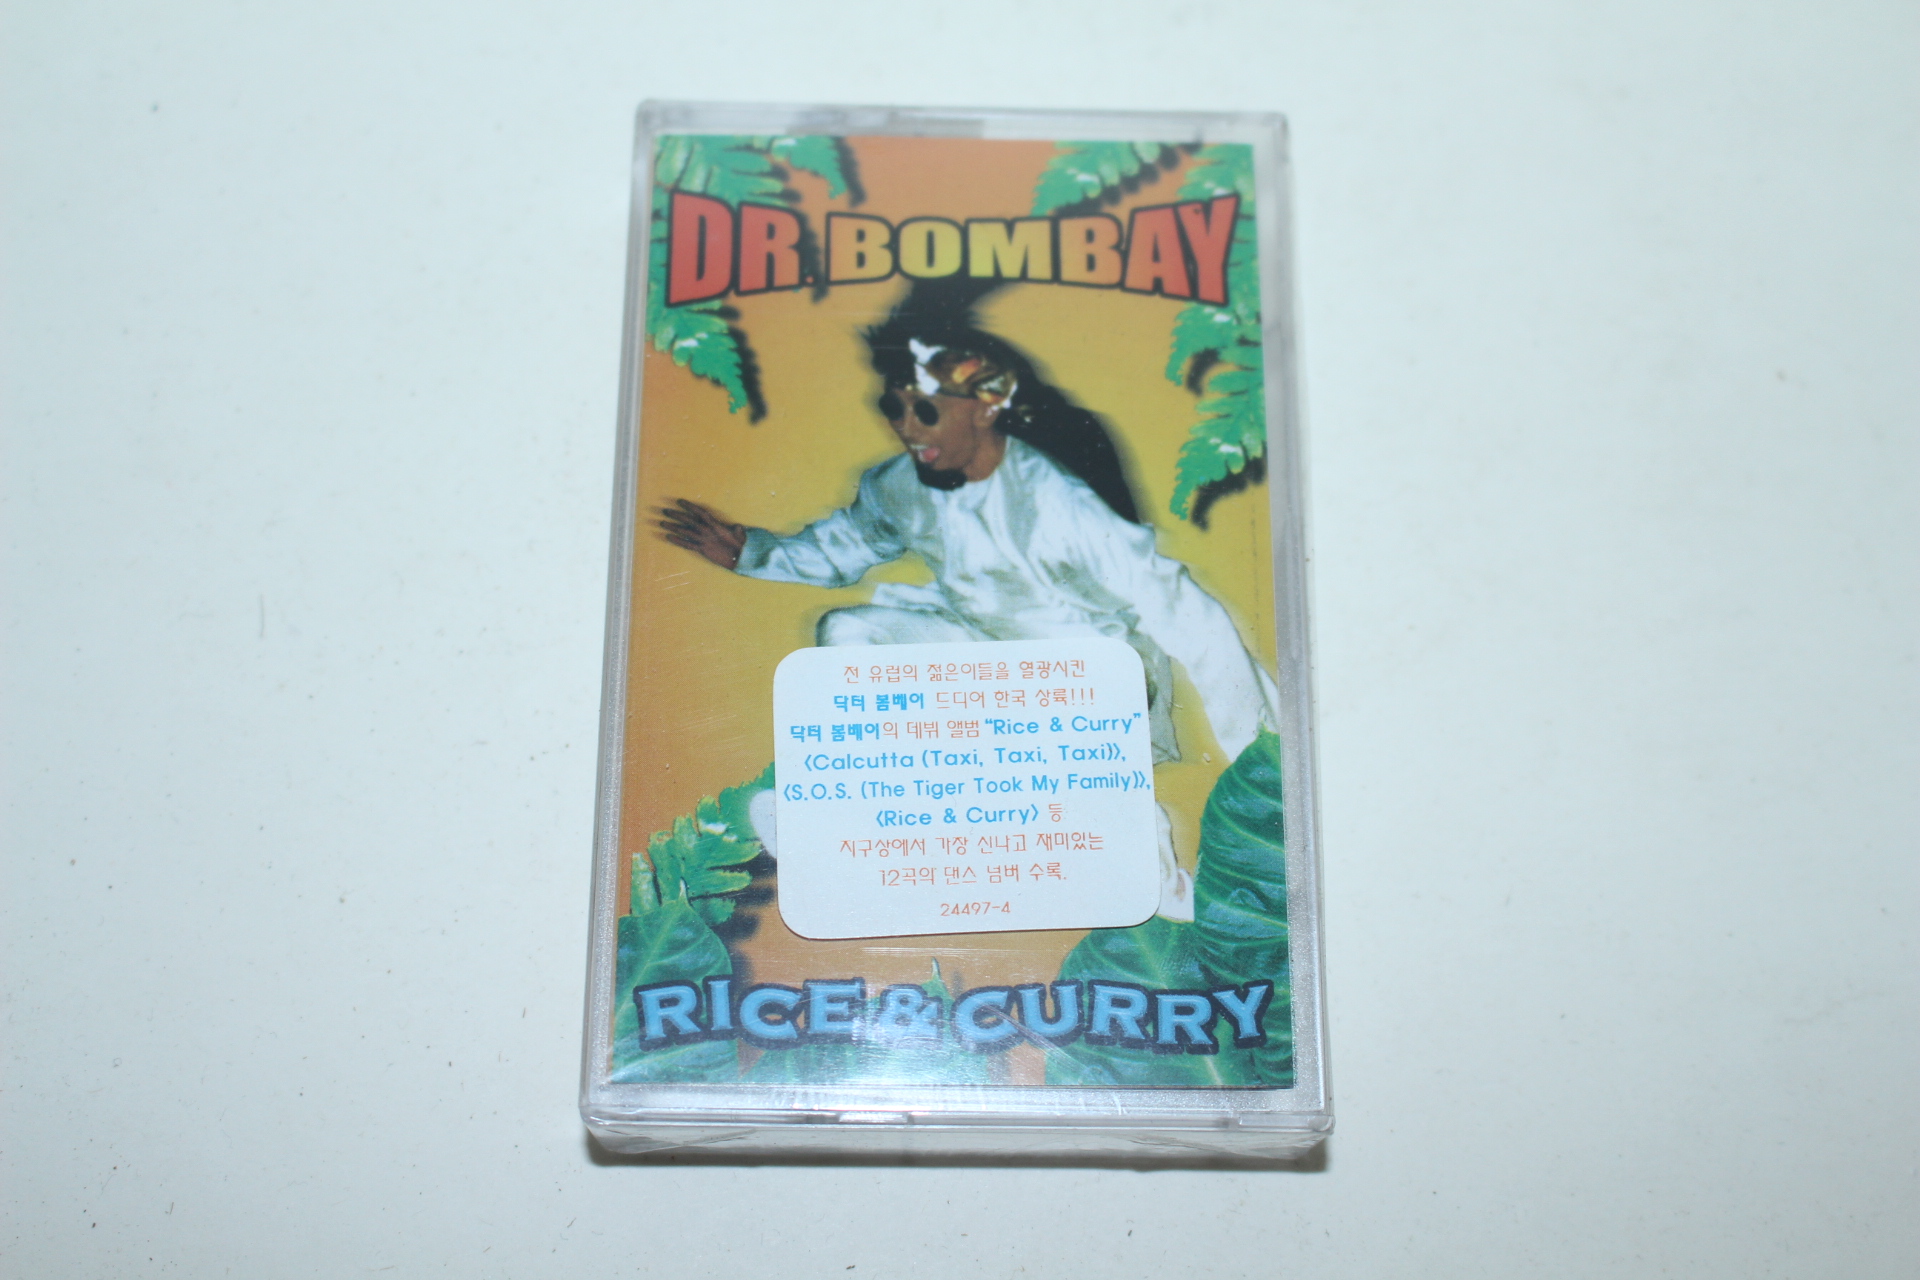 DR. BOMBAY
전 유럽의 젊은이들을 열광시킨
닥터 봄베이 드디어 한국 상륙!!!
닥터 봄베이의 데뷔 앨범 "Rice & Curry"
〈Calcutta (Taxi, Taxi, Taxi)〉,
〈S.O.S. (The Tiger Took My Family)〉,
〈Rice & Curry〉 등
지구상에서 가장 신나고 재미있는
12곡의 댄스 넘버 수록.
24497-4
RICE & CURRY